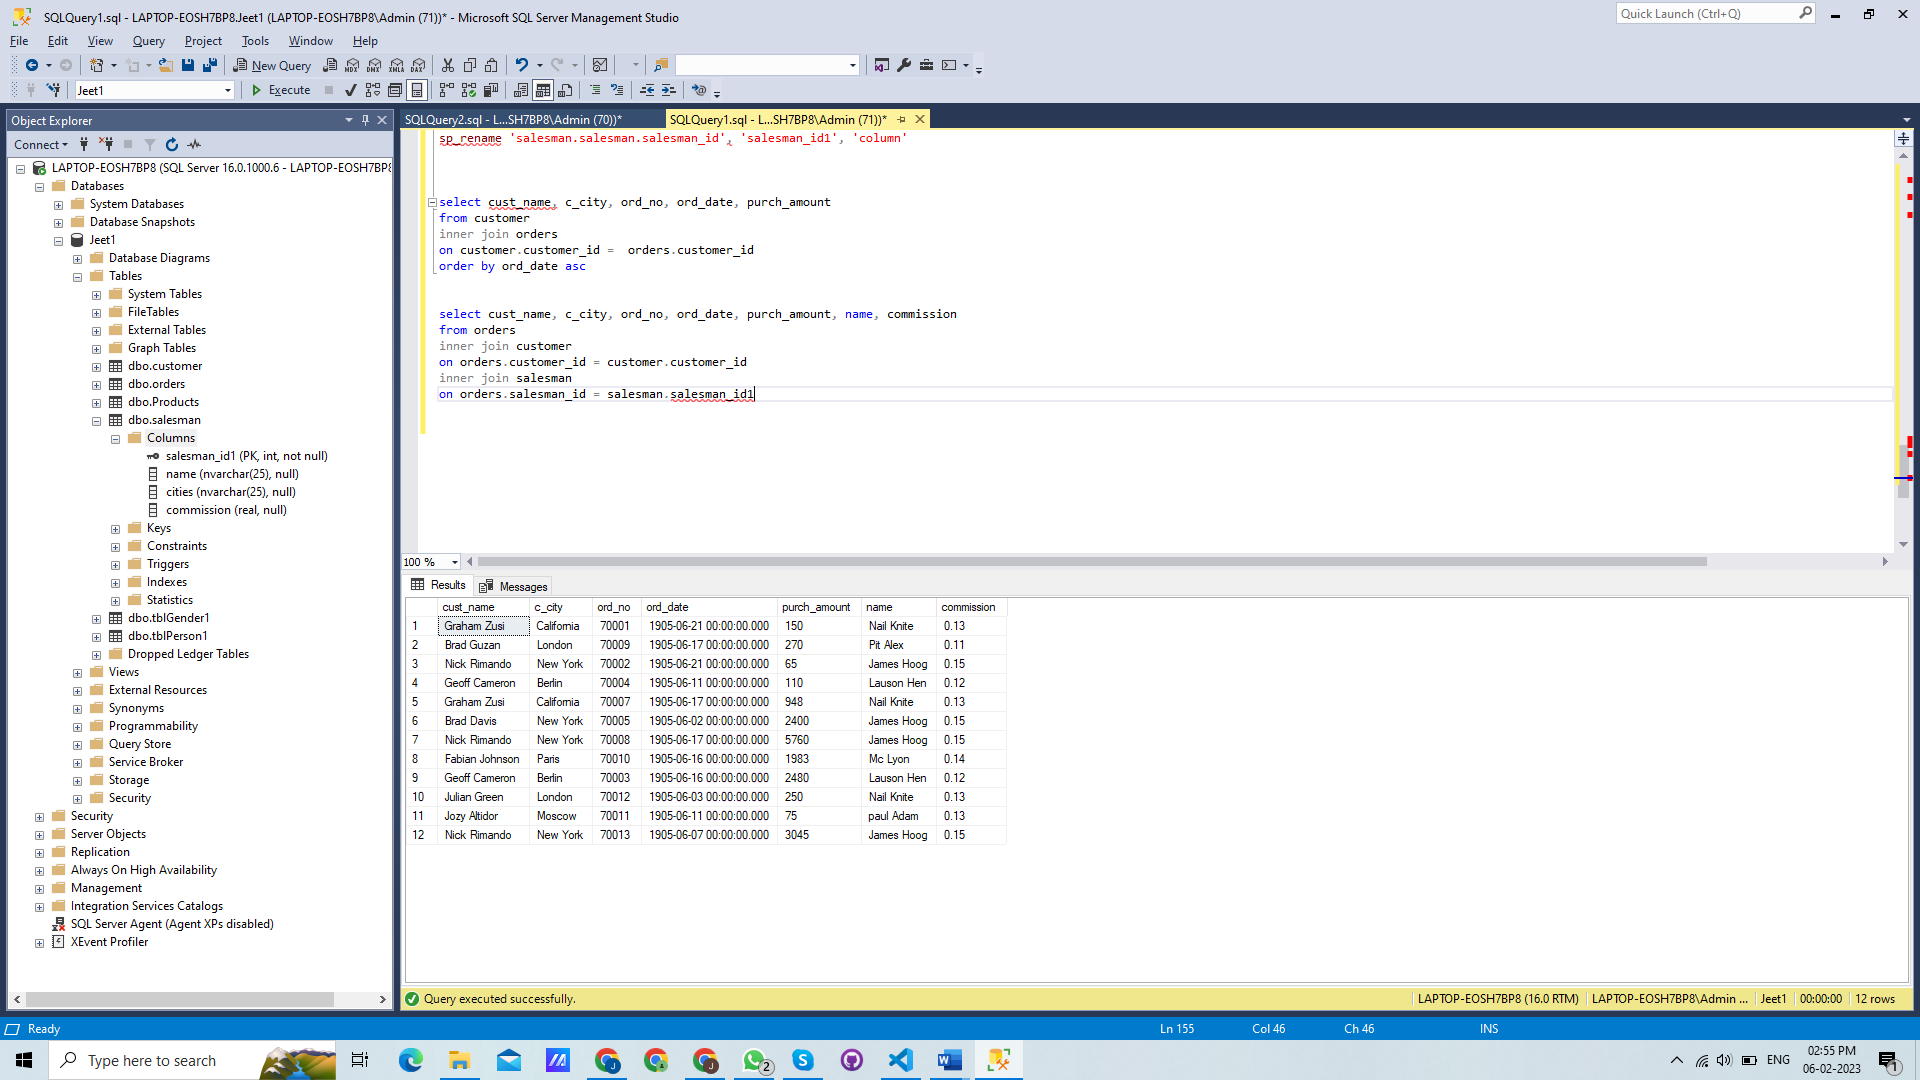 SQLQuery1.sql - LAPTOP-EOSH7BP8.Jeet1 (LAPTOP-EOSH7BP8\Admin (71))* - Microsoft SQL Server Management Studio
Quick Launch (Ctrl+Q)
File Edit View Query Project Tools Window Help
New Query
MDX DMX XMLA DAX
Jeet1
Execute
Object Explorer
Connect
LAPTOP-EOSH7BP8 (SQL Server 16.0.1000.6 - LAPTOP-EOSH7BP8
Databases
System Databases
Database Snapshots
Jeet1
Database Diagrams
Tables
System Tables
FileTables
External Tables
Graph Tables
dbo.customer
dbo.orders
dbo.Products
dbo.salesman
Columns
salesman_id1 (PK, int, not null)
name (nvarchar(25), null)
cities (nvarchar(25), null)
commission (real, null)
Keys
Constraints
Triggers
Indexes
Statistics
dbo.tblGender1
dbo.tblPerson1
Dropped Ledger Tables
Views
External Resources
Synonyms
Programmability
Query Store
Service Broker
Storage
Security
Security
Server Objects
Replication
Always On High Availability
Management
Integration Services Catalogs
SQL Server Agent (Agent XPs disabled)
XEvent Profiler
SQLQuery2.sql - L...SH7BP8\Admin (70))*
SQLQuery1.sql - L...SH7BP8\Admin (71))*
sp_rename 'salesman.salesman.salesman_id', 'salesman_id1', 'column'
select cust_name, c_city, ord_no, ord_date, purch_amount
from customer
inner join orders
on customer.customer_id =  orders.customer_id
order by ord_date asc
select cust_name, c_city, ord_no, ord_date, purch_amount, name, commission
from orders
inner join customer
on orders.customer_id = customer.customer_id
inner join salesman
on orders.salesman_id = salesman.salesman_id1
100 %
Results Messages
cust_name c_city ord_no ord_date purch_amount name commission
1 Graham Zusi California 70001 1905-06-21 00:00:00.000 150 Nail Knite 0.13
2 Brad Guzan London 70009 1905-06-17 00:00:00.000 270 Pit Alex 0.11
3 Nick Rimando New York 70002 1905-06-21 00:00:00.000 65 James Hoog 0.15
4 Geoff Cameron Berlin 70004 1905-06-11 00:00:00.000 110 Lauson Hen 0.12
5 Graham Zusi California 70007 1905-06-17 00:00:00.000 948 Nail Knite 0.13
6 Brad Davis New York 70005 1905-06-02 00:00:00.000 2400 James Hoog 0.15
7 Nick Rimando New York 70008 1905-06-17 00:00:00.000 5760 James Hoog 0.15
8 Fabian Johnson Paris 70010 1905-06-16 00:00:00.000 1983 Mc Lyon 0.14
9 Geoff Cameron Berlin 70003 1905-06-16 00:00:00.000 2480 Lauson Hen 0.12
10 Julian Green London 70012 1905-06-03 00:00:00.000 250 Nail Knite 0.13
11 Jozy Altidor Moscow 70011 1905-06-11 00:00:00.000 75 paul Adam 0.13
12 Nick Rimando New York 70013 1905-06-07 00:00:00.000 3045 James Hoog 0.15
Query executed successfully.
LAPTOP-EOSH7BP8 (16.0 RTM) LAPTOP-EOSH7BP8\Admin ... Jeet1 00:00:00 12 rows
Ready
Ln 155 Col 46 Ch 46 INS
Type here to search
2
ENG
02:55 PM
06-02-2023
1